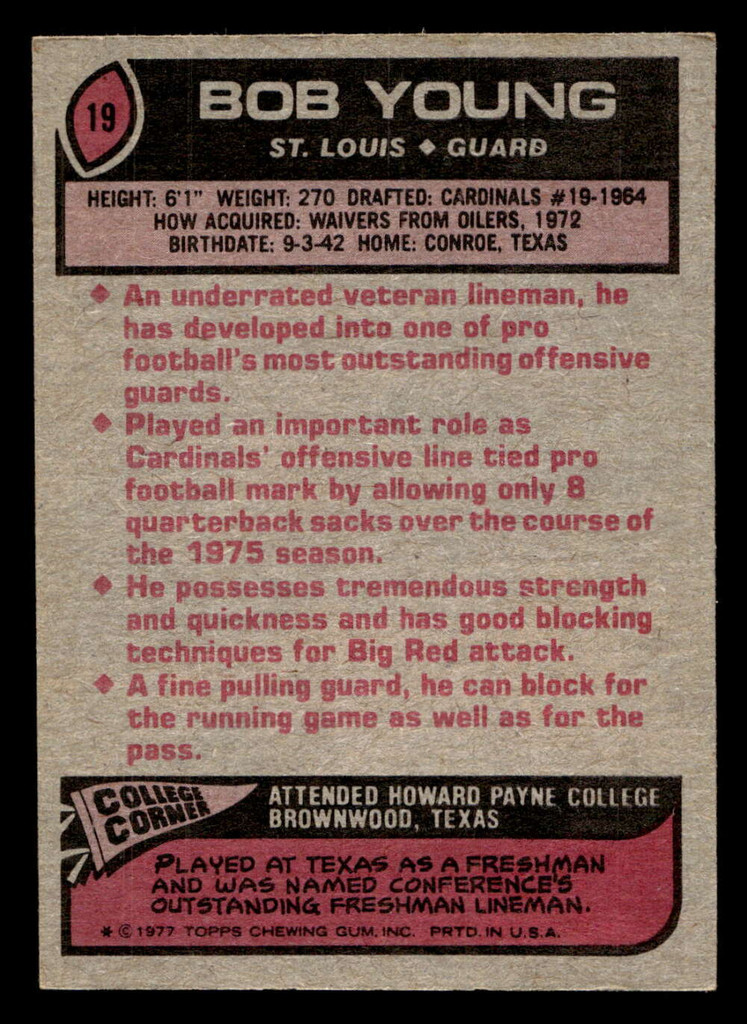 19
BOB YOUNG
ST. LOUIS ◆ GUARD
HEIGHT: 6'1" WEIGHT: 270 DRAFTED: CARDINALS #19-1964
HOW ACQUIRED: WAIVERS FROM OILERS, 1972
BIRTHDATE: 9-3-42 HOME: CONROE, TEXAS
◆ An underrated veteran lineman, he
has developed into one of pro
football's most outstanding offensive
guards.
◆ Played an important role as
Cardinals' offensive line tied pro
football mark by allowing only 8
quarterback sacks over the course of
the 1975 season.
◆ He possesses tremendous strength
and quickness and has good blocking
techniques for Big Red attack.
◆ A fine pulling guard, he can block for
the running game as well as for the
pass.
COLLEGE
CORNER
ATTENDED HOWARD PAYNE COLLEGE
BROWNWOOD, TEXAS
PLAYED AT TEXAS AS A FRESHMAN
AND WAS NAMED CONFERENCE'S
OUTSTANDING FRESHMAN LINEMAN.
* © 1977 TOPPS CHEWING GUM, INC. PRTD. IN U.S.A.